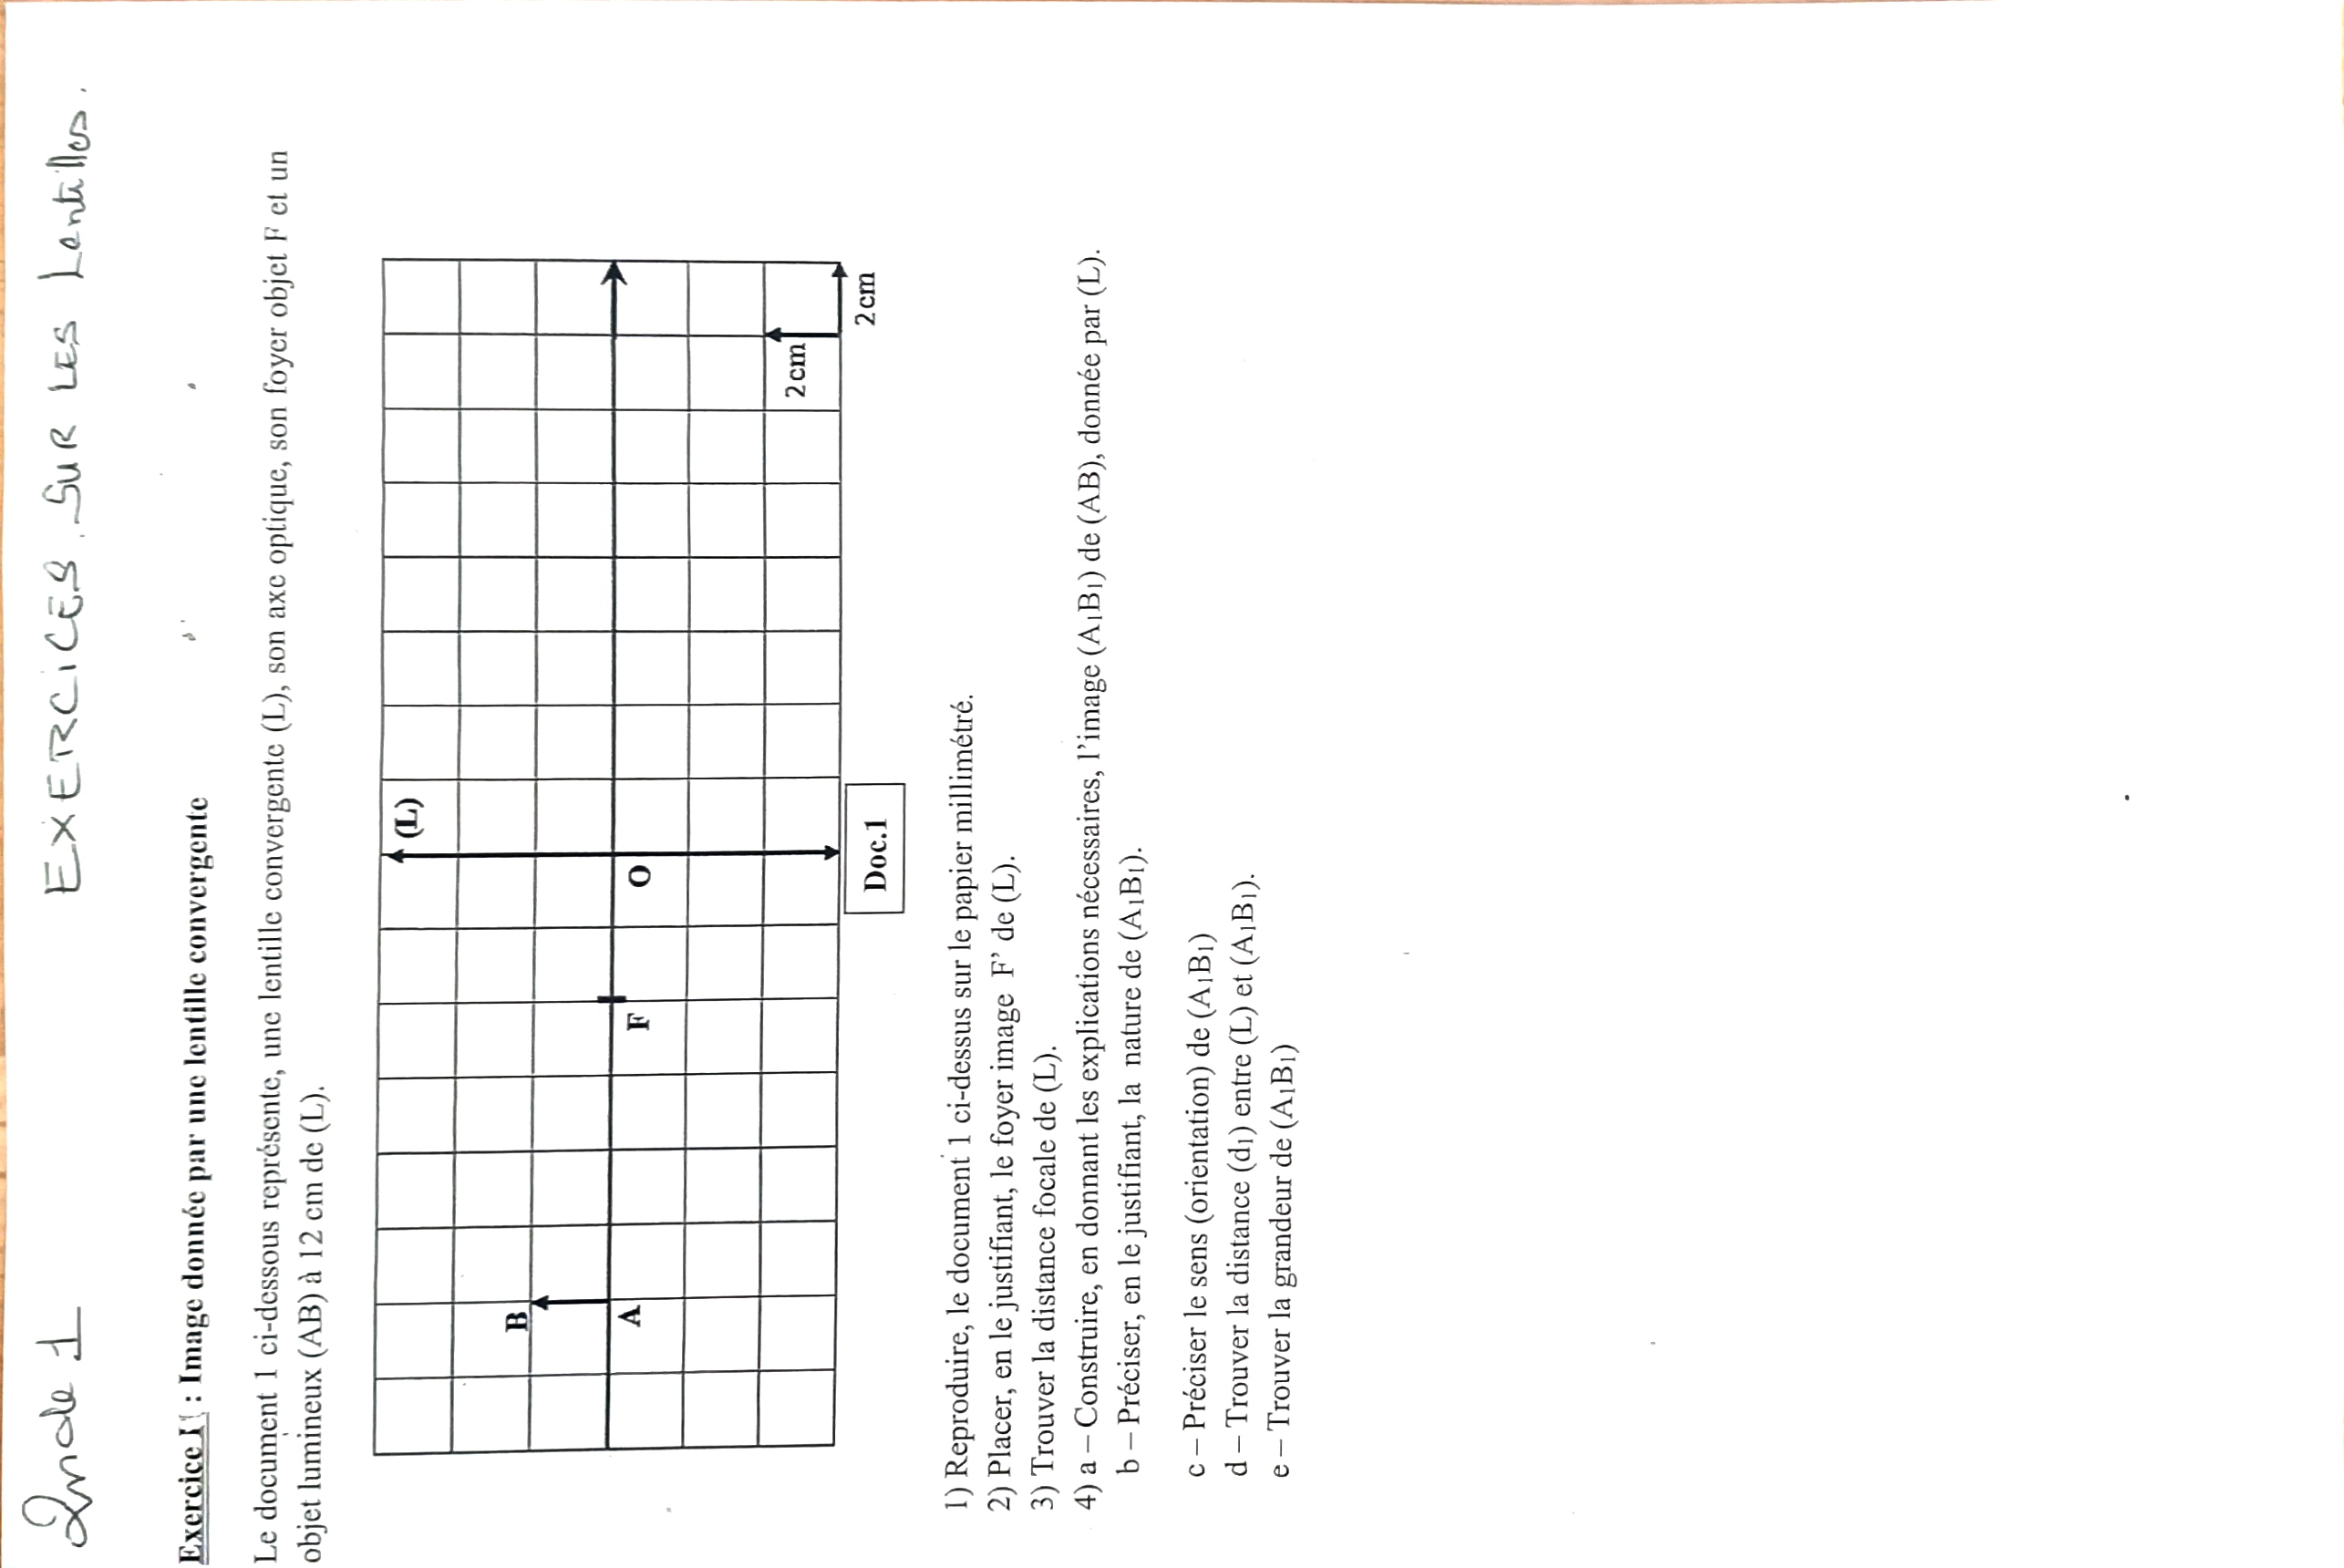 2nde 1
EXERCICES SUR LES Lentilles.
Exercice I : Image donnée par une lentille convergente
Le document 1 ci-dessous représente, une lentille convergente (L), son axe optique, son foyer objet F et un
objet lumineux (AB) à 12 cm de (L).
(L)
B
A
F
O
2cm
2cm
Doc.1
1) Reproduire, le document 1 ci-dessus sur le papier millimétré.
2) Placer, en le justifiant, le foyer image F' de (L).
3) Trouver la distance focale de (L).
4) a – Construire, en donnant les explications nécessaires, l'image (A₁B₁) de (AB), donnée par (L).
b – Préciser, en le justifiant, la nature de (A₁B₁).
c – Préciser le sens (orientation) de (A₁B₁)
d – Trouver la distance (d₁) entre (L) et (A₁B₁).
e – Trouver la grandeur de (A₁B₁)